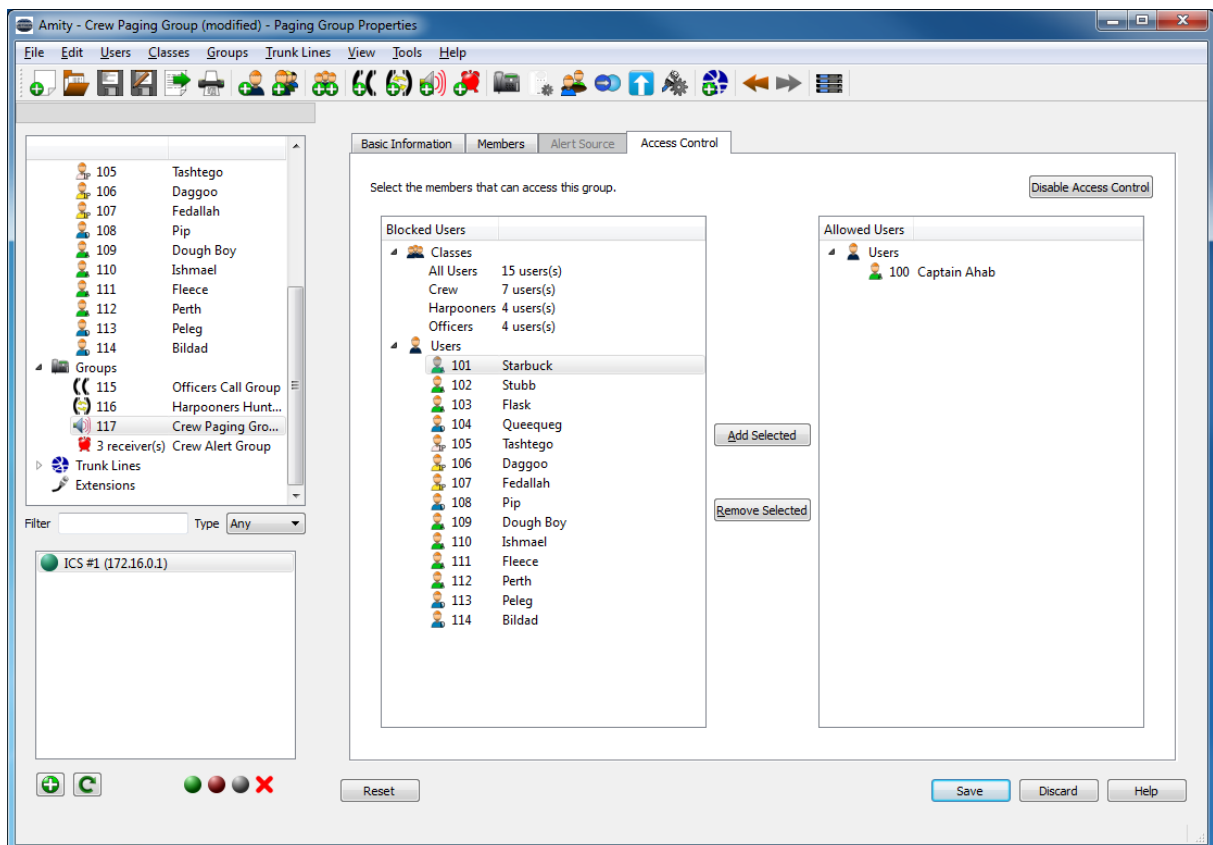 Amity - Crew Paging Group (modified) - Paging Group Properties
File Edit Users Classes Groups Trunk Lines View Tools Help
105 Tashtego
106 Daggoo
107 Fedallah
108 Pip
109 Dough Boy
110 Ishmael
111 Fleece
112 Perth
113 Peleg
114 Bildad
Groups
115 Officers Call Group
116 Harpooners Hunt...
117 Crew Paging Gro...
3 receiver(s) Crew Alert Group
Trunk Lines
Extensions
Filter Type Any
ICS #1 (172.16.0.1)
Basic Information Members Alert Source Access Control
Select the members that can access this group. Disable Access Control
Blocked Users
Classes
All Users 15 users(s)
Crew 7 users(s)
Harpooners 4 users(s)
Officers 4 users(s)
Users
101 Starbuck
102 Stubb
103 Flask
104 Queequeg
105 Tashtego
106 Daggoo
107 Fedallah
108 Pip
109 Dough Boy
110 Ishmael
111 Fleece
112 Perth
113 Peleg
114 Bildad
Add Selected
Remove Selected
Allowed Users
Users
100 Captain Ahab
Reset Save Discard Help